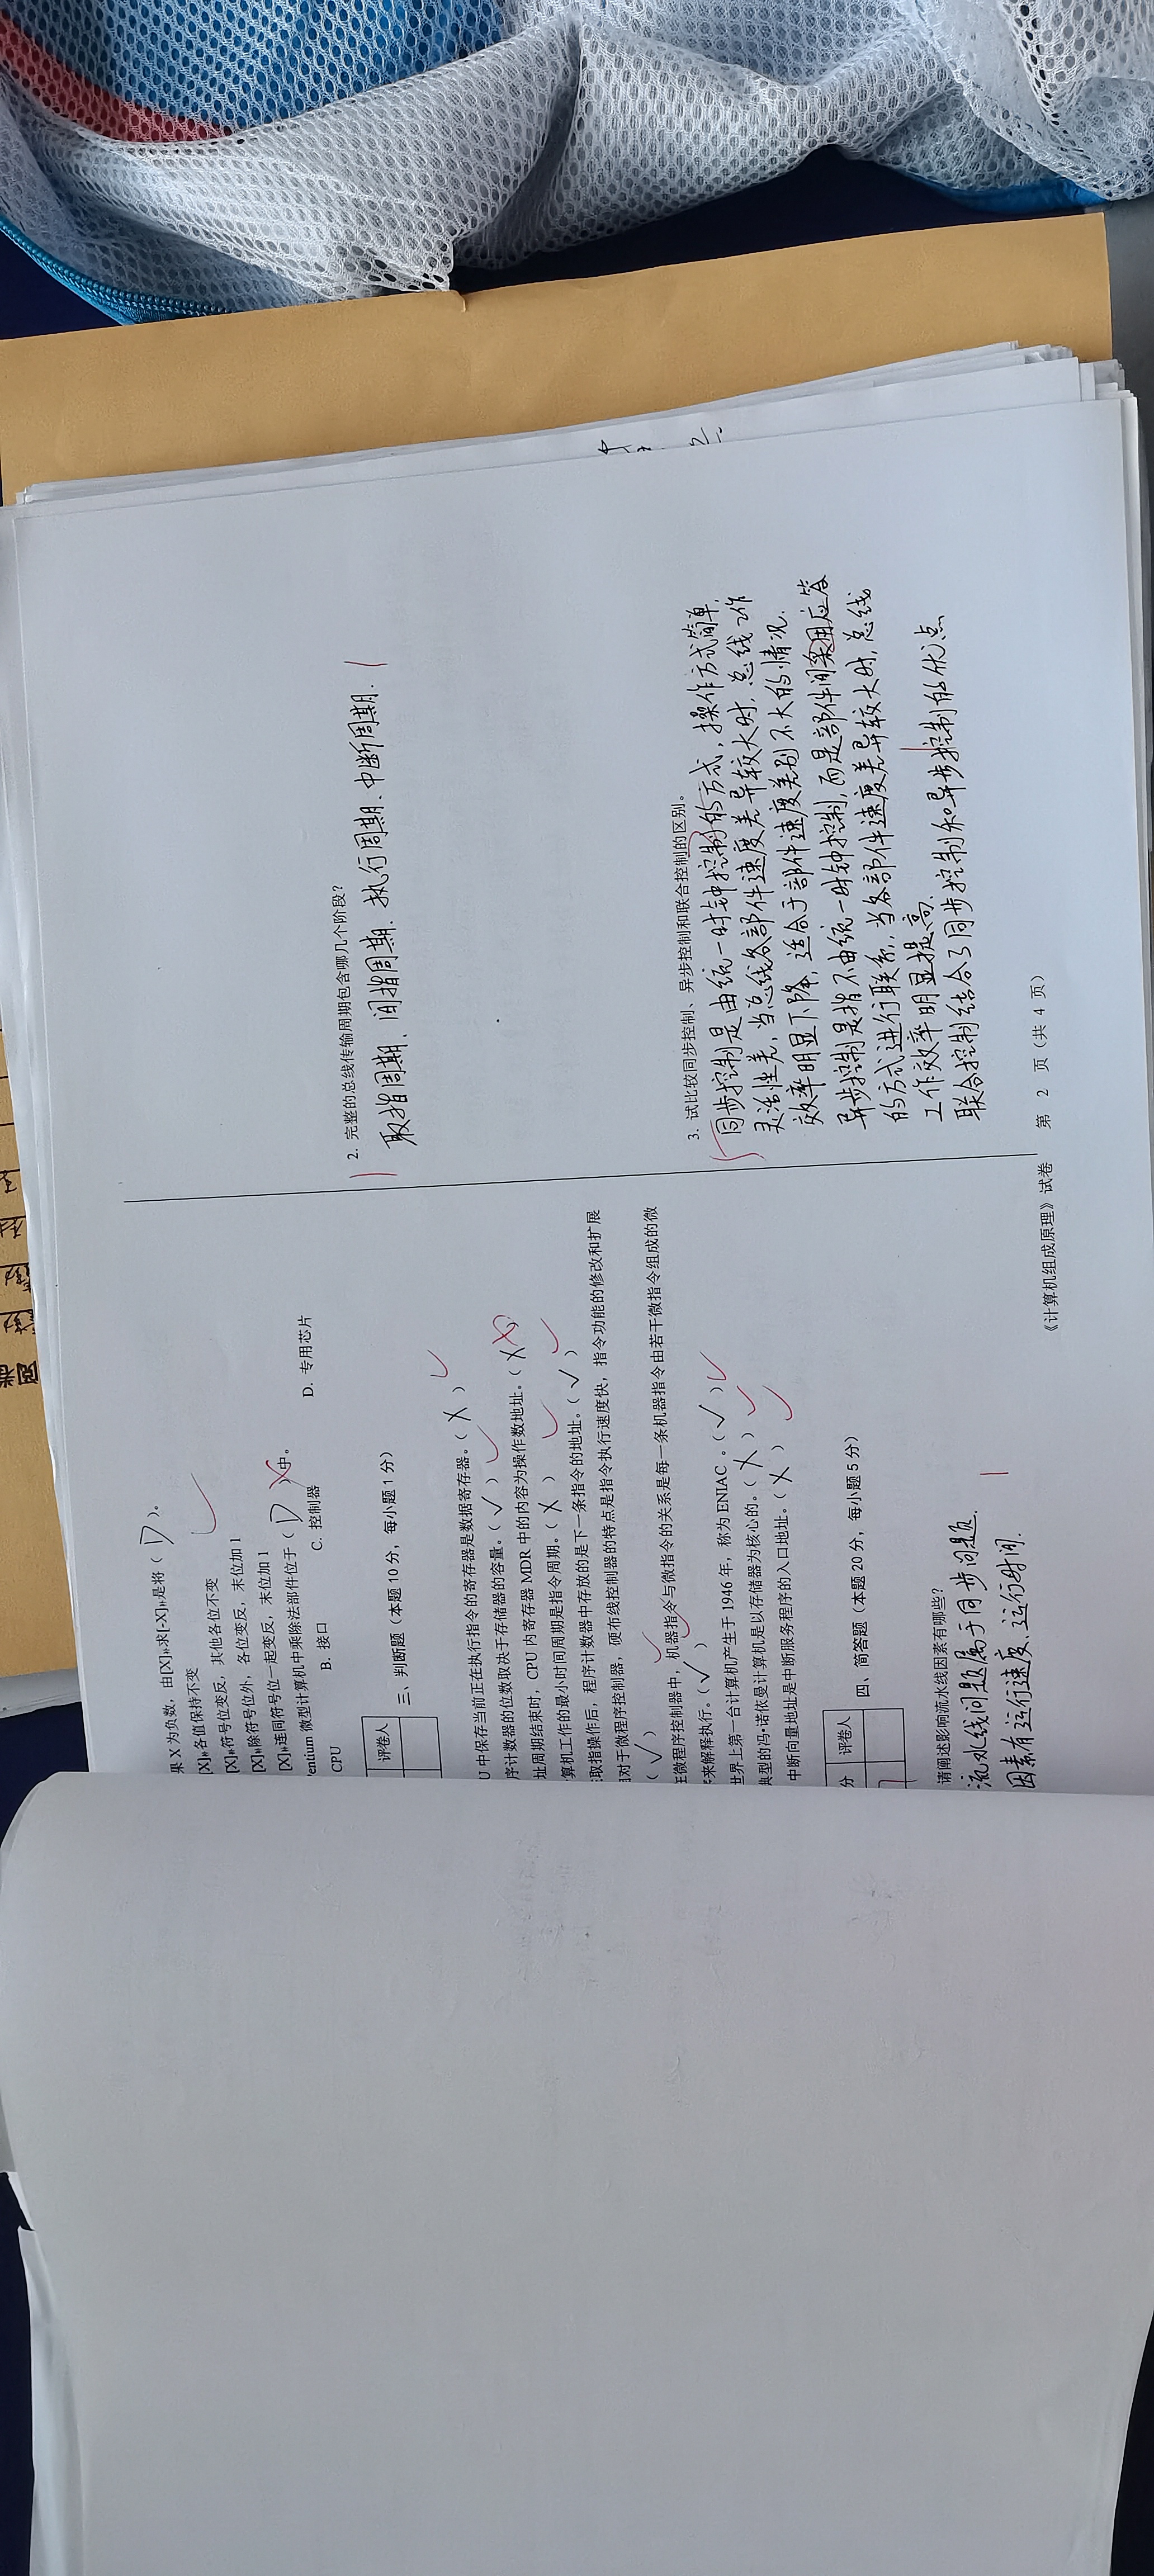 阅卷
果 X 为负数，由[X]补求[-X]补是将（ D ）。
[X]补各值保持不变
[X]补符号位变反，其他各位不变
[X]补除符号位外，各位变反，末位加 1
[X]补连同符号位一起变反，末位加 1
entium 微型计算机中乘除法部件位于（ D ）中。
CPU B. 接口 C. 控制器 D. 专用芯片
评卷人
三、判断题（本题 10 分，每小题 1 分）
U 中保存当前正在执行指令的寄存器是数据寄存器。（ X ）
序计数器的位数取决于存储器的容量。（ √ ）
址周期结束时，CPU 内寄存器 MDR 中的内容为操作数地址。（ X ）
算机工作的最小时间周期是指令周期。（ X ）
取指操作后，程序计数器中存放的是下一条指令的地址。（ √ ）
相对于微程序控制器，硬布线控制器的特点是指令执行速度快，指令功能的修改和扩展
（ √ ）
在微程序控制器中，机器指令与微指令的关系是每一条机器指令由若干微指令组成的微
序来解释执行。（ √ ）
世界上第一台计算机产生于 1946 年，称为 ENIAC 。（ √ ）
典型的冯•诺依曼计算机是以存储器为核心的。（ X ）
中断向量地址是中断服务程序的入口地址。（ X ）
分 评卷人
四、简答题（本题 20 分，每小题 5 分）
请阐述影响流水线因素有哪些？
流水线问题属于同步问题.
因素有运行速度、运行时间.
2. 完整的总线传输周期包含哪几个阶段？
取指周期、间指周期、执行周期、中断周期.
3. 试比较同步控制、异步控制和联合控制的区别。
同步控制是由统一时钟控制的方式，操作方式简单，
灵活性差，当总线各部件速度差异较大时，总线工作
效率明显下降，适合于部件速度差别不大的情况.
异步控制是指不由统一时钟控制，而是部件间采用应答
的方式进行联系，当各部件速度差异较大时，总线
工作效率明显提高.
联合控制结合了同步控制和异步控制的优点
《计算机组成原理》试卷 第 2 页（共 4 页）